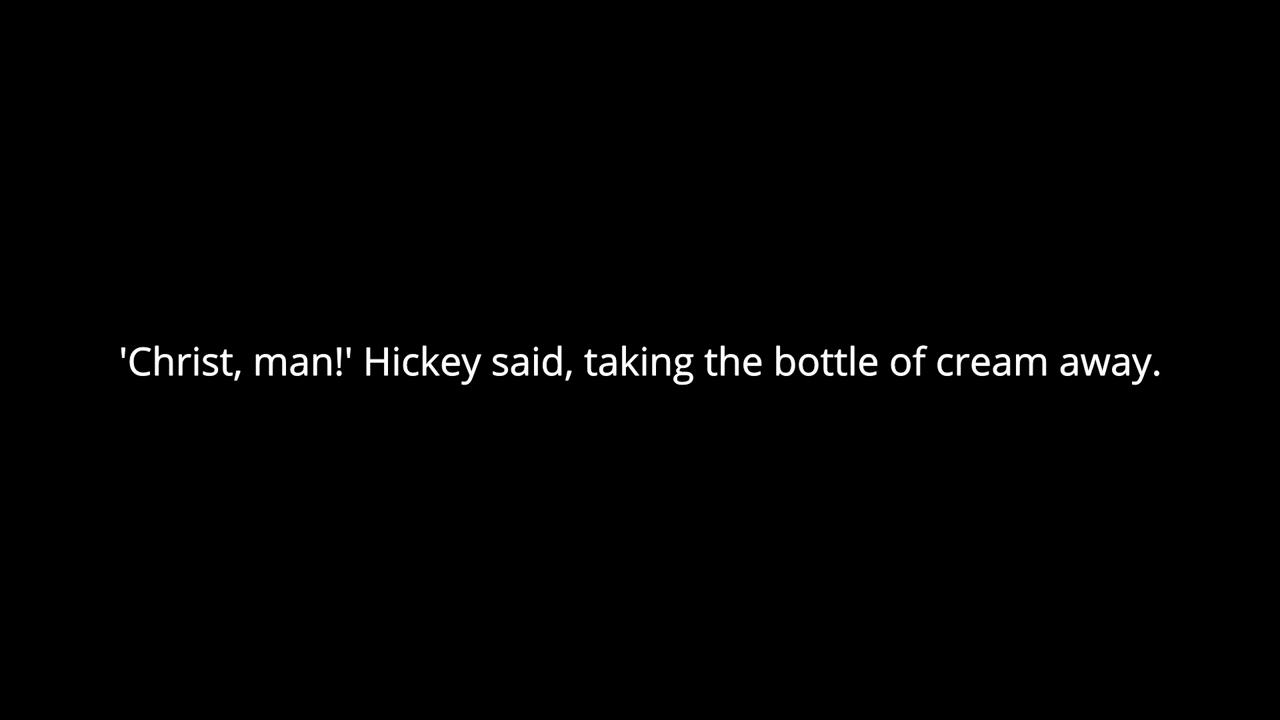 'Christ, man!' Hickey said, taking the bottle of cream away.